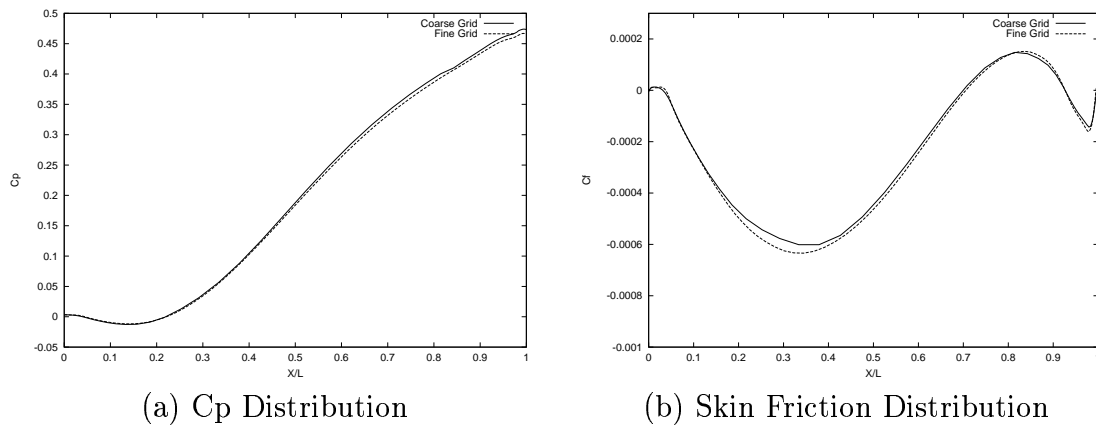 0.5
0.45
0.4
0.35
0.3
0.25
0.2
0.15
0.1
0.05
0
-0.05
Cp
0 0.1 0.2 0.3 0.4 0.5 0.6 0.7 0.8 0.9 1
X/L
Coarse Grid
Fine Grid
(a) Cp Distribution
0.0002
0
-0.0002
-0.0004
-0.0006
-0.0008
-0.001
Cf
0 0.1 0.2 0.3 0.4 0.5 0.6 0.7 0.8 0.9 1
X/L
Coarse Grid
Fine Grid
(b) Skin Friction Distribution